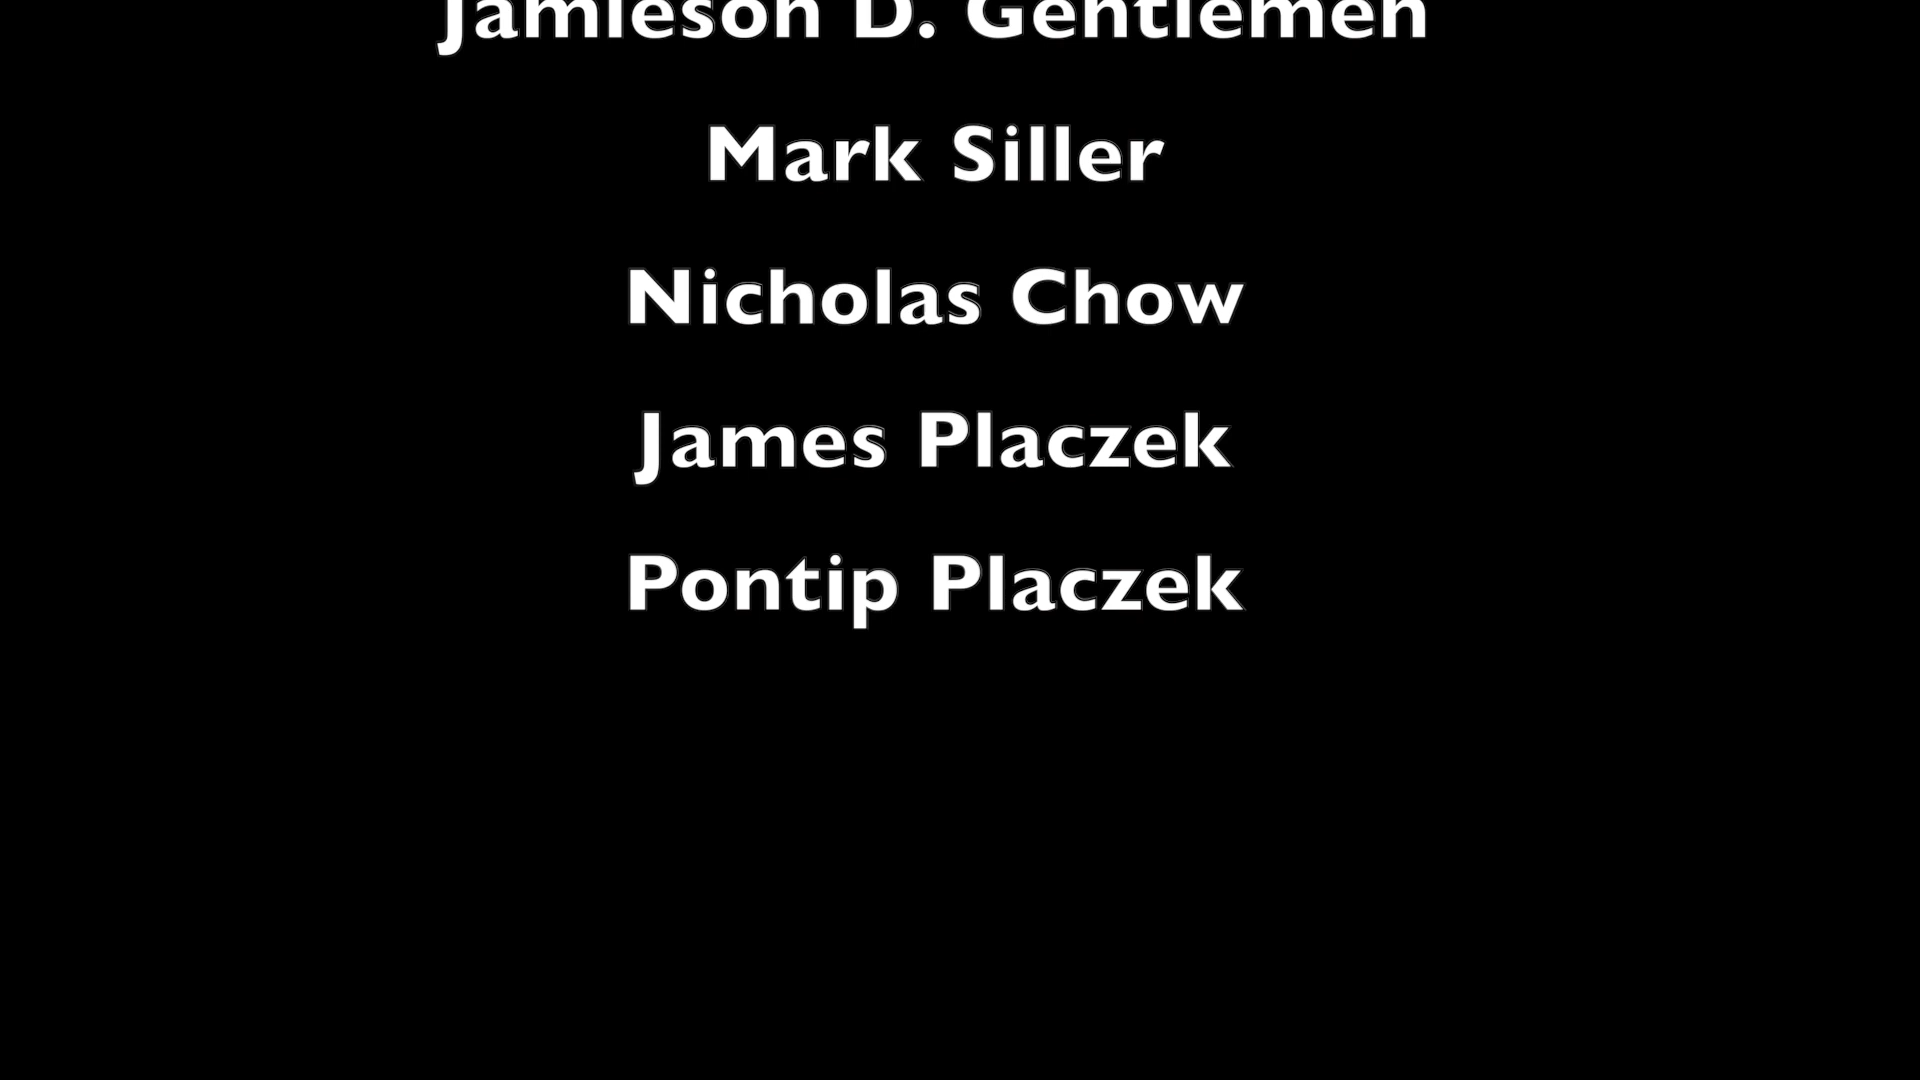 Jamieson D. Gentlemen
Mark Siller
Nicholas Chow
James Placzek
Pontip Placzek